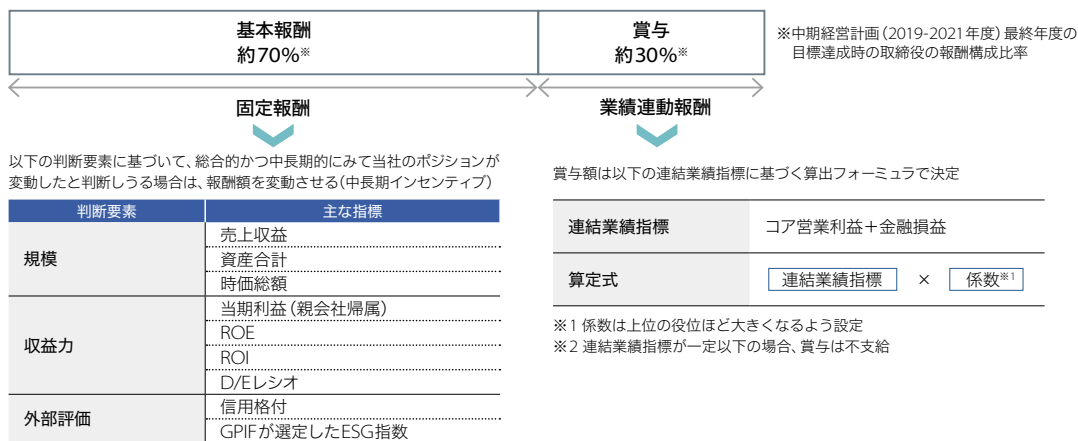 基本報酬
約70%※
賞与
約30%※
※中期経営計画(2019-2021年度)最終年度の
目標達成時の取締役の報酬構成比率
固定報酬
業績連動報酬
以下の判断要素に基づいて、総合的かつ中長期的にみて当社のポジションが
変動したと判断しうる場合は、報酬額を変動させる(中長期インセンティブ)
判断要素
主な指標
規模
売上収益
資産合計
時価総額
収益力
当期利益(親会社帰属)
ROE
ROI
D/Eレシオ
外部評価
信用格付
GPIFが選定したESG指数
賞与額は以下の連結業績指標に基づく算出フォーミュラで決定
連結業績指標
コア営業利益+金融損益
算定式
連結業績指標 × 係数※1
※1 係数は上位の役位ほど大きくなるよう設定
※2 連結業績指標が一定以下の場合、賞与は不支給